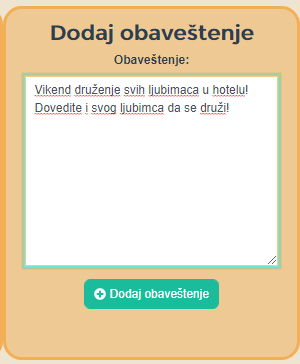 Dodaj obaveštenje
Obaveštenje:
Vikend druženje svih ljubimaca u hotelu!
Dovedite i svog ljubimca da se druži!
Dodaj obaveštenje